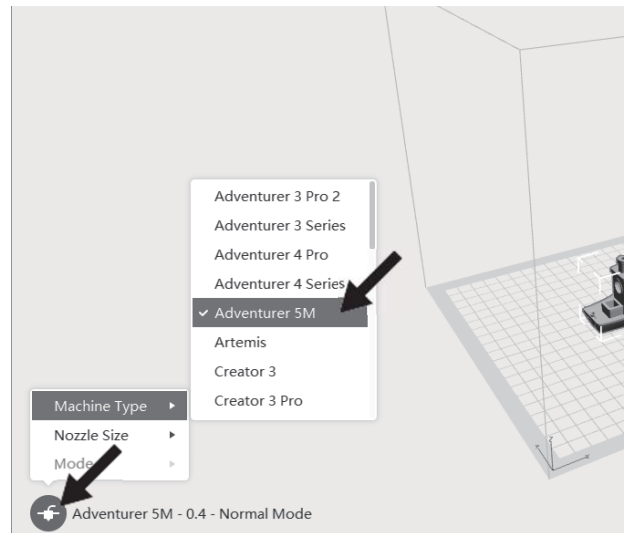 Adventurer 3 Pro 2
Adventurer 3 Series
Adventurer 4 Pro
Adventurer 4 Series
Adventurer 5M
Artemis
Creator 3
Creator 3 Pro
Machine Type
Nozzle Size
Mode
Adventurer 5M - 0.4 - Normal Mode